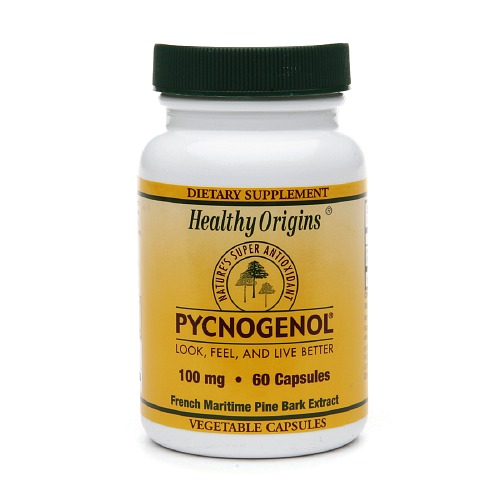 DIETARY SUPPLEMENT
Healthy Origins®
NATURE'S SUPER ANTIOXIDANT
PYCNOGENOL®
LOOK, FEEL, AND LIVE BETTER
100 mg • 60 Capsules
French Maritime Pine Bark Extract
VEGETABLE CAPSULES